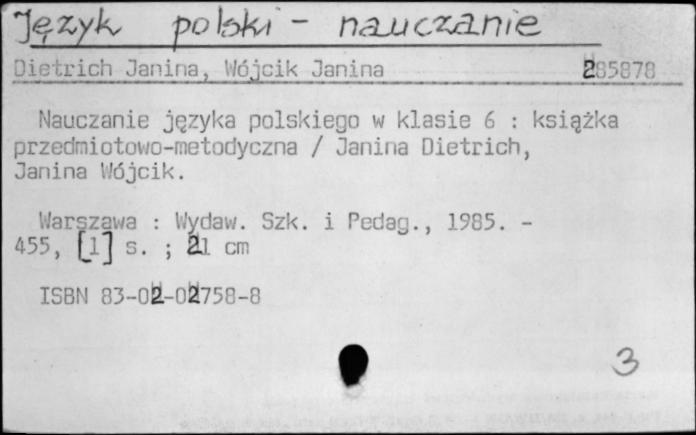 Język polski - nauczanie
Dietrich Janina, Wójcik Janina 285878
Nauczanie języka polskiego w klasie 6 : książka
przedmiotowo-metodyczna / Janina Dietrich,
Janina Wójcik.
Warszawa : Wydaw. Szk. i Pedag., 1985. -
455, [1] s. ; 21 cm
ISBN 83-02-02758-8
3